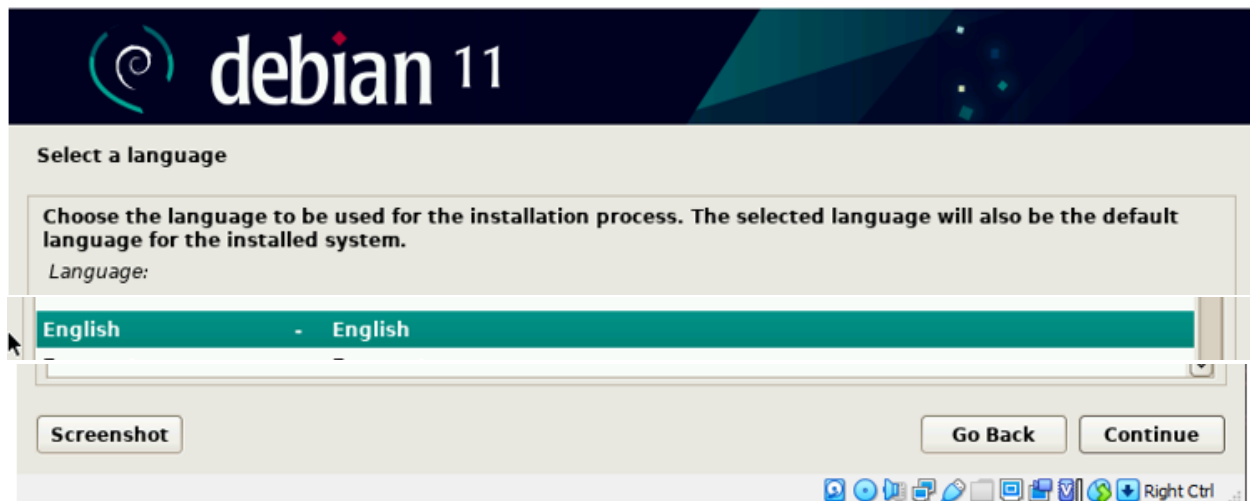 debian 11
Select a language
Choose the language to be used for the installation process. The selected language will also be the default
language for the installed system.
Language:
English - English
Screenshot
Go Back Continue
Right Ctrl